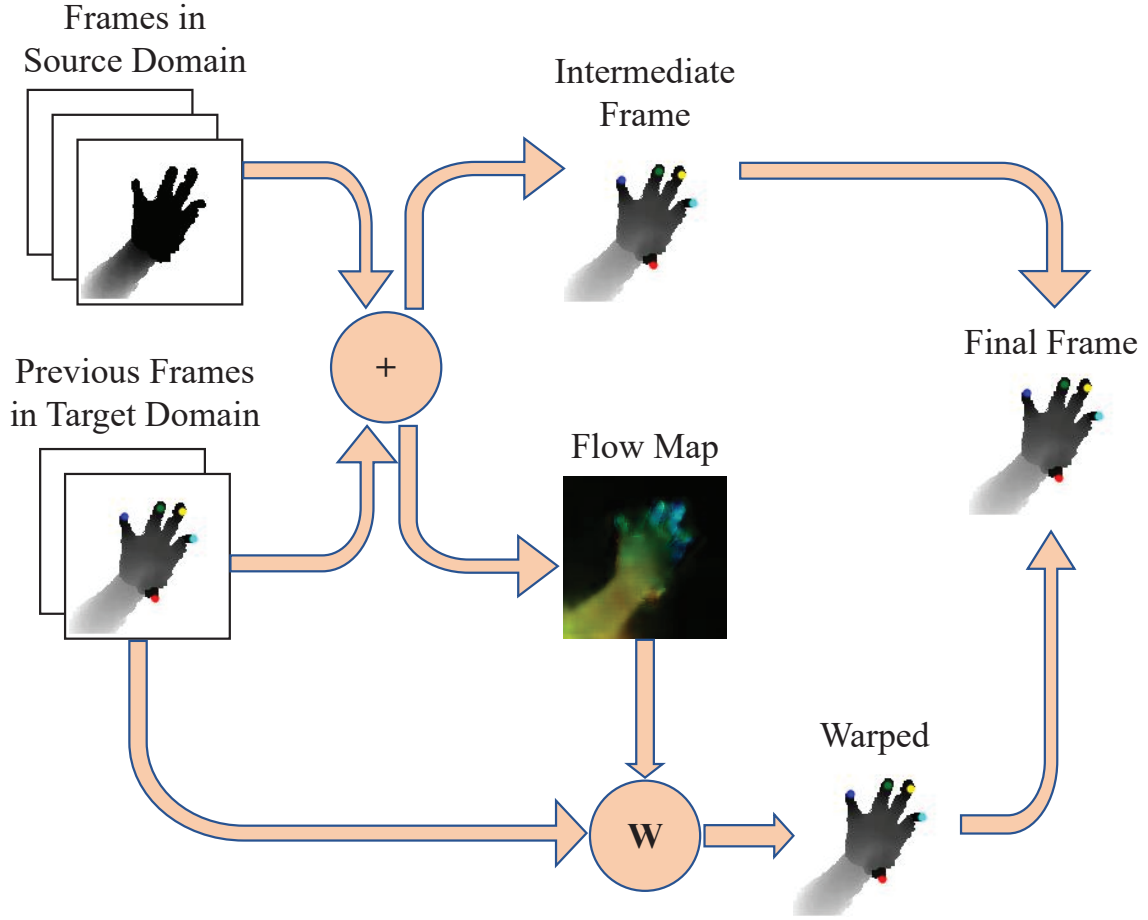 Frames in
Source Domain
Intermediate
Frame
+
Final Frame
Previous Frames
in Target Domain
Flow Map
Warped
W